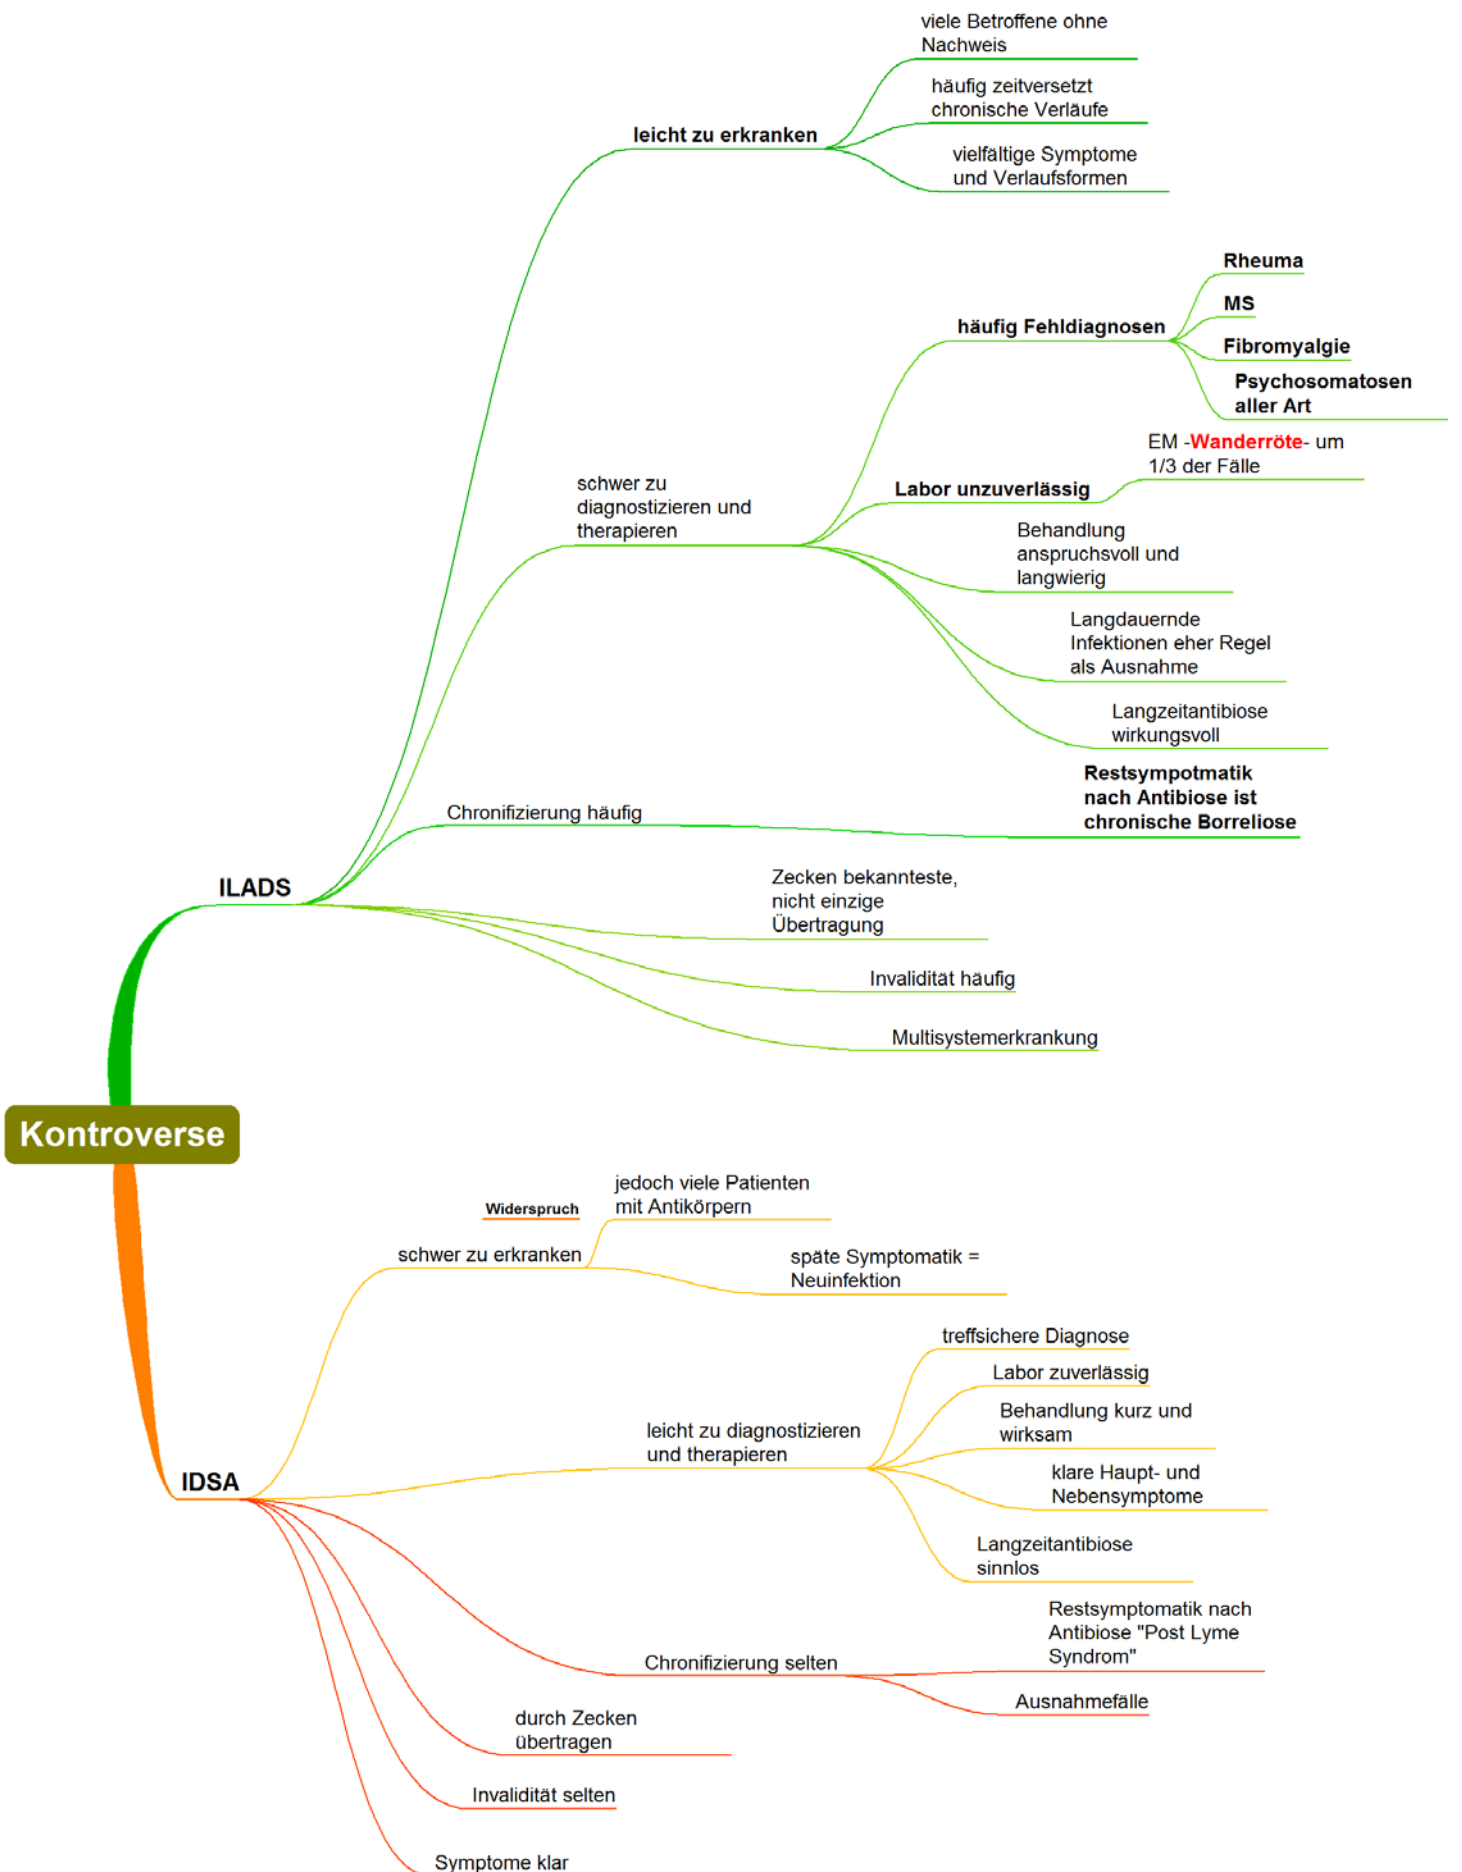 viele Betroffene ohne
Nachweis
häufig zeitversetzt
chronische Verläufe
leicht zu erkranken
vielfältige Symptome
und Verlaufsformen
Rheuma
MS
häufig Fehldiagnosen
Fibromyalgie
Psychosomatosen
aller Art
EM -Wanderröte- um
1/3 der Fälle
Labor unzuverlässig
schwer zu
diagnostizieren und
therapieren
Behandlung
anspruchsvoll und
langwierig
Langdauernde
Infektionen eher Regel
als Ausnahme
Langzeitantibiose
wirkungsvoll
Restsympotmatik
nach Antibiose ist
chronische Borreliose
Chronifizierung häufig
ILADS
Zecken bekannteste,
nicht einzige
Übertragung
Invalidität häufig
Multisystemerkrankung
Kontroverse
jedoch viele Patienten
mit Antikörpern
Widerspruch
schwer zu erkranken
späte Symptomatik =
Neuinfektion
treffsichere Diagnose
Labor zuverlässig
Behandlung kurz und
wirksam
leicht zu diagnostizieren
und therapieren
klare Haupt- und
Nebensymptome
IDSA
Langzeitantibiose
sinnlos
Restsymptomatik nach
Antibiose "Post Lyme
Syndrom"
Chronifizierung selten
Ausnahmefälle
durch Zecken
übertragen
Invalidität selten
Symptome klar